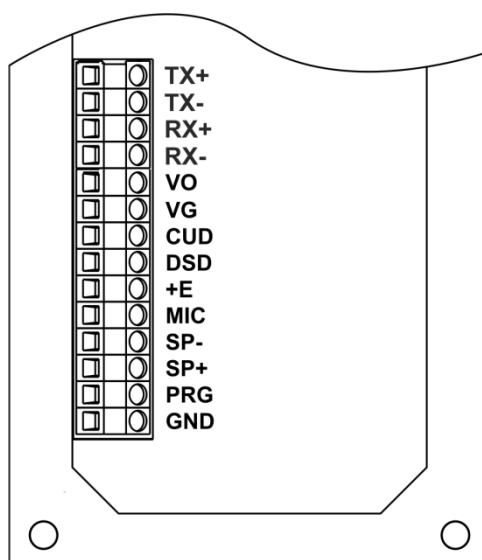 TX+
TX-
RX+
RX-
VO
VG
CUD
DSD
+E
MIC
SP-
SP+
PRG
GND